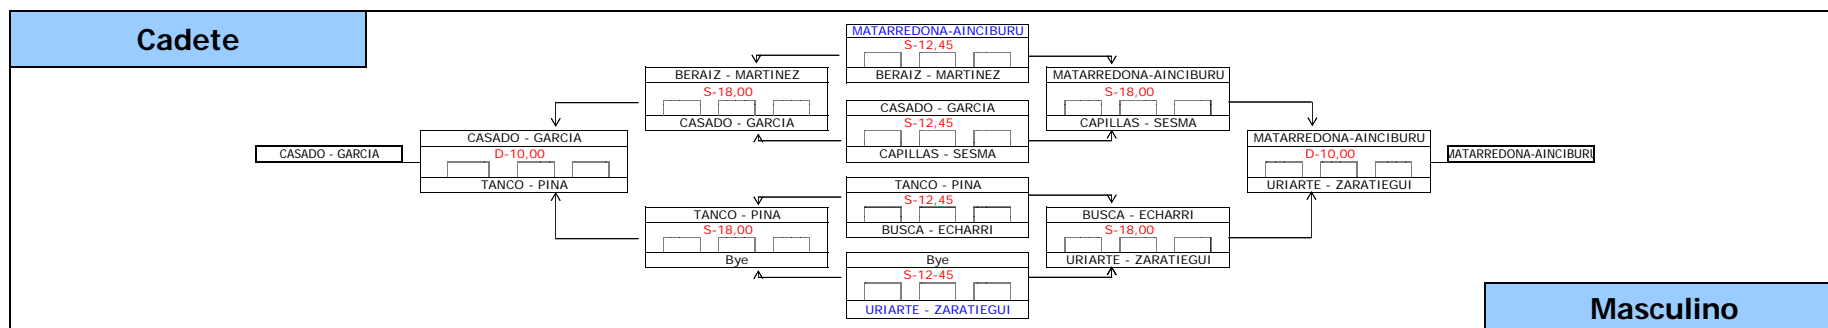 Cadete
MATARREDONA-AINCIBURU
S-12,45
BERAIZ - MARTINEZ
BERAIZ - MARTINEZ
S-18,00
CASADO - GARCIA
MATARREDONA-AINCIBURU
S-18,00
CAPILLAS - SESMA
CASADO - GARCIA
S-12,45
CAPILLAS - SESMA
CASADO - GARCIA
CASADO - GARCIA
D-10,00
TANCO - PINA
MATARREDONA-AINCIBURU
D-10,00
URIARTE - ZARATIEGUI
MATARREDONA-AINCIBURU
TANCO - PINA
S-12,45
BUSCA - ECHARRI
TANCO - PINA
S-18,00
Bye
BUSCA - ECHARRI
S-18,00
URIARTE - ZARATIEGUI
Bye
S-12-45
URIARTE - ZARATIEGUI
Masculino